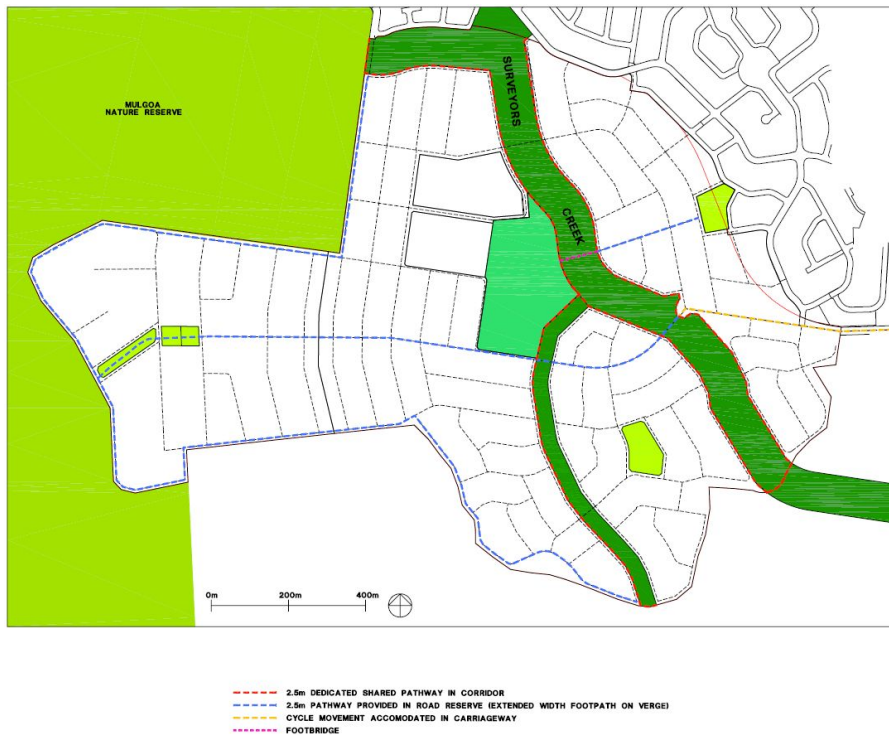 MULGOA
NATURE RESERVE
SURVEYORS
CREEK
0m 200m 400m
2.5m DEDICATED SHARED PATHWAY IN CORRIDOR
2.5m PATHWAY PROVIDED IN ROAD RESERVE (EXTENDED WIDTH FOOTPATH ON VERGE)
CYCLE MOVEMENT ACCOMODATED IN CARRIAGEWAY
FOOTBRIDGE